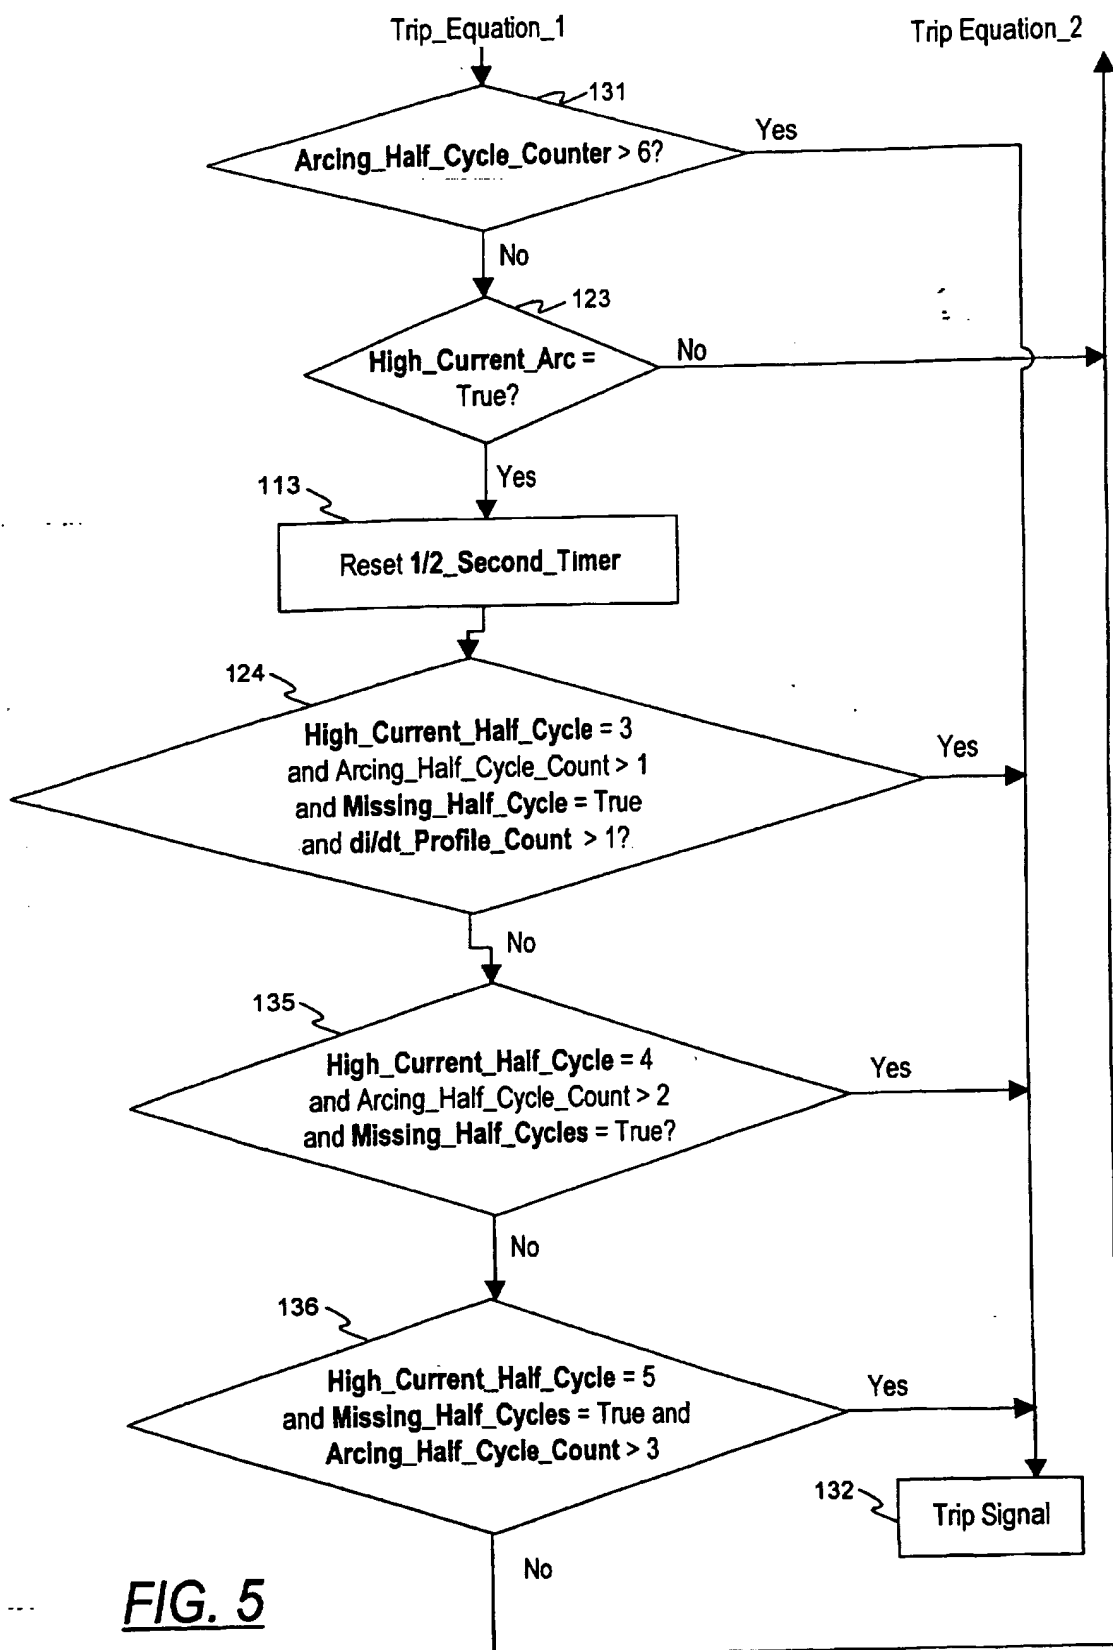 Trip_Equation_1
Trip Equation_2
131
Arcing_Half_Cycle_Counter > 6?
Yes
No
123
High_Current_Arc =
True?
No
Yes
113
Reset 1/2_Second_Timer
124
High_Current_Half_Cycle = 3
and Arcing_Half_Cycle_Count > 1
and Missing_Half_Cycle = True
and di/dt_Profile_Count > 1?
Yes
No
135
High_Current_Half_Cycle = 4
and Arcing_Half_Cycle_Count > 2
and Missing_Half_Cycles = True?
Yes
No
136
High_Current_Half_Cycle = 5
and Missing_Half_Cycles = True and
Arcing_Half_Cycle_Count > 3
Yes
132
Trip Signal
No
FIG. 5